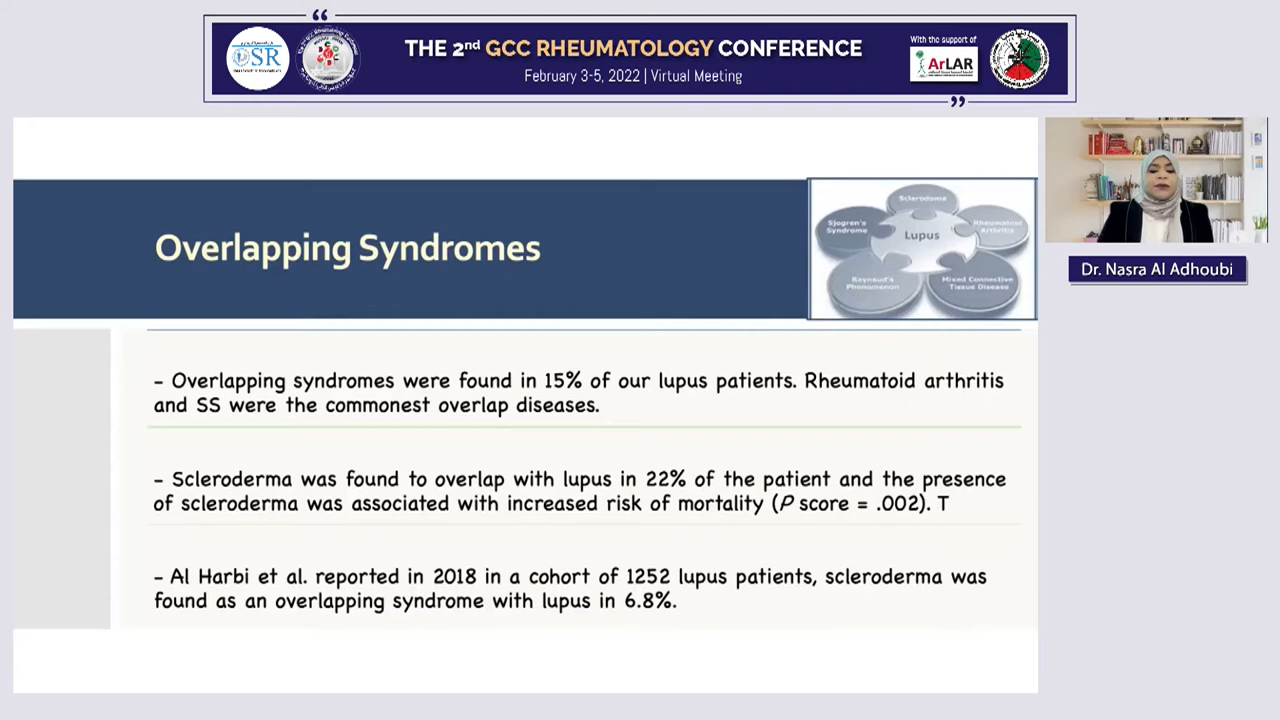 “
THE 2nd GCC RHEUMATOLOGY CONFERENCE
February 3-5, 2022 | Virtual Meeting
OSR
With the support of
ArLAR
”
Overlapping Syndromes
Scleroderma
Sjogren's
Syndrome
Rheumatoid
Arthritis
Lupus
Raynaud's
Phenomenon
Mixed Connective
Tissue Disease
Dr. Nasra Al Adhoubi
– Overlapping syndromes were found in 15% of our lupus patients. Rheumatoid arthritis
and SS were the commonest overlap diseases.
– Scleroderma was found to overlap with lupus in 22% of the patient and the presence
of scleroderma was associated with increased risk of mortality (P score = .002). T
– Al Harbi et al. reported in 2018 in a cohort of 1252 lupus patients, scleroderma was
found as an overlapping syndrome with lupus in 6.8%.